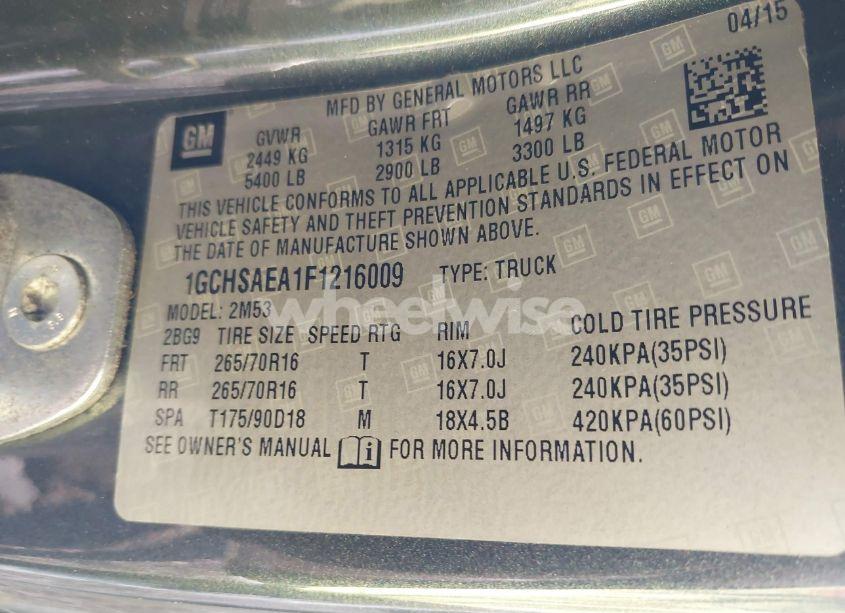 04/15
MFD BY GENERAL MOTORS LLC
GM
GVWR GAWR FRT GAWR RR
2449 KG 1315 KG 1497 KG
5400 LB 2900 LB 3300 LB
THIS VEHICLE CONFORMS TO ALL APPLICABLE U.S. FEDERAL MOTOR
VEHICLE SAFETY AND THEFT PREVENTION STANDARDS IN EFFECT ON
THE DATE OF MANUFACTURE SHOWN ABOVE.
1GCHSAEA1F1216009 TYPE: TRUCK
wheelwise
MODEL: 2M53
2BG9 TIRE SIZE SPEED RTG RIM COLD TIRE PRESSURE
FRT 265/70R16 T 16X7.0J 240KPA(35PSI)
RR 265/70R16 T 16X7.0J 240KPA(35PSI)
SPA T175/90D18 M 18X4.5B 420KPA(60PSI)
SEE OWNER'S MANUAL i FOR MORE INFORMATION.